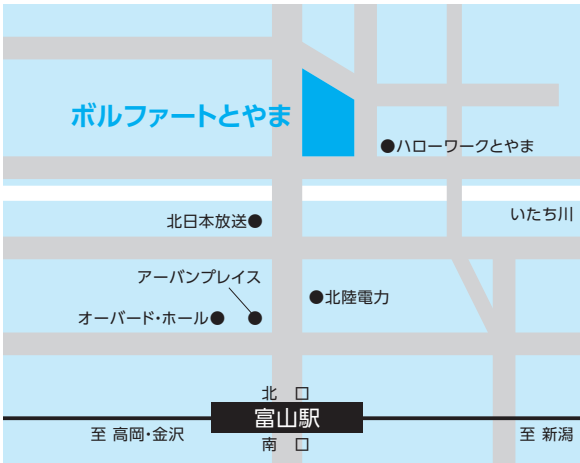 ボルファートとやま
●ハローワークとやま
北日本放送●
いたち川
アーバンプレイス
●北陸電力
オーバード・ホール●
北 口
富山駅
至 高岡・金沢
南 口
至 新潟